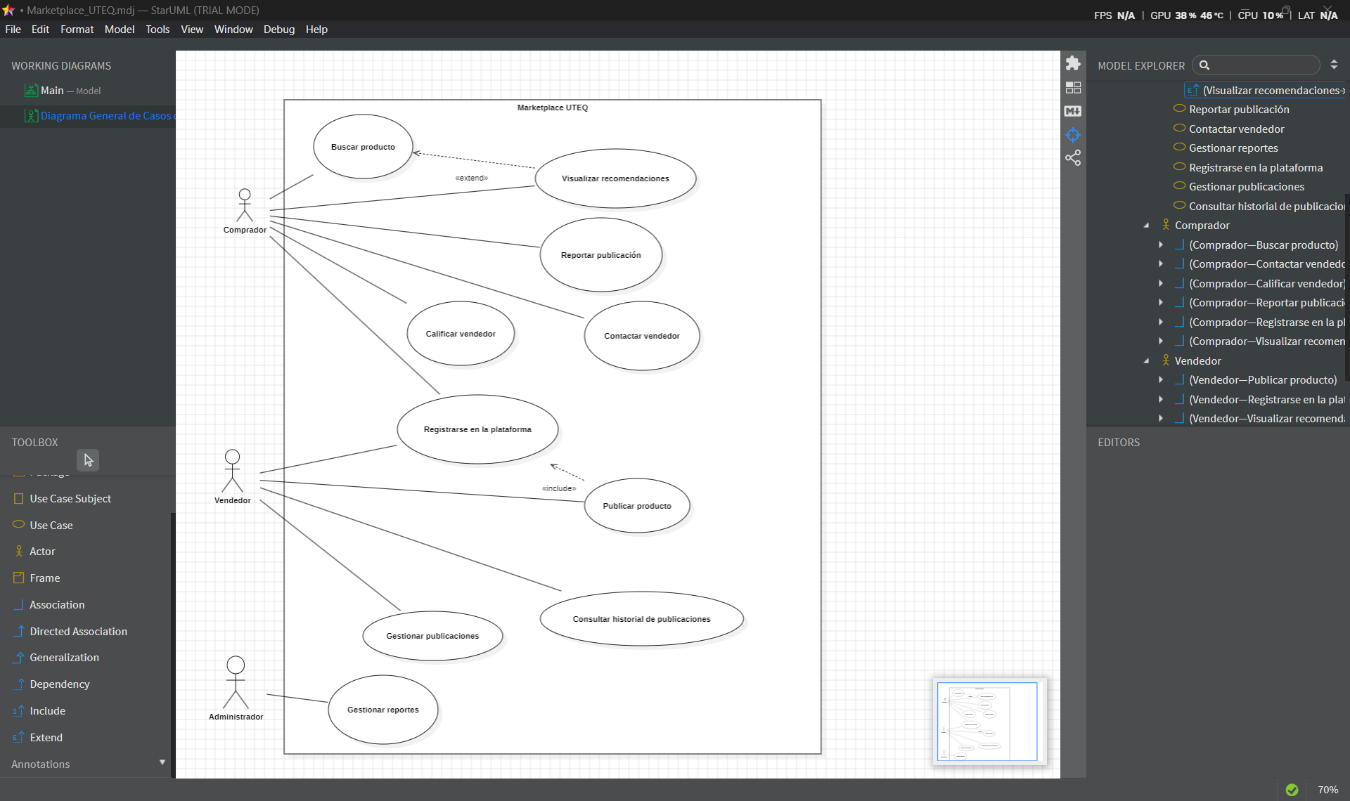 • Marketplace_UTEQ.mdj — StarUML (TRIAL MODE)
FPS N/A | GPU 38 % 46 °C | CPU 10 % | LAT N/A
File Edit Format Model Tools View Window Debug Help
WORKING DIAGRAMS
Main — Model
Diagrama General de Casos
TOOLBOX
Use Case Subject
Use Case
Actor
Frame
Association
Directed Association
Generalization
Dependency
Include
Extend
Annotations
Marketplace UTEQ
Buscar producto
«extend»
Visualizar recomendaciones
Comprador
Reportar publicación
Calificar vendedor
Contactar vendedor
Registrarse en la plataforma
Vendedor
«include»
Publicar producto
Consultar historial de publicaciones
Gestionar publicaciones
Administrador
Gestionar reportes
MODEL EXPLORER
(Visualizar recomendaciones
Reportar publicación
Contactar vendedor
Gestionar reportes
Registrarse en la plataforma
Gestionar publicaciones
Consultar historial de publicacio
Comprador
(Comprador—Buscar producto)
(Comprador—Contactar vendedo
(Comprador—Calificar vendedor)
(Comprador—Reportar publicaci
(Comprador—Registrarse en la pl
(Comprador—Visualizar recomen
Vendedor
(Vendedor—Publicar producto)
(Vendedor—Registrarse en la plat
(Vendedor—Visualizar recomenda
EDITORS
M+
70%